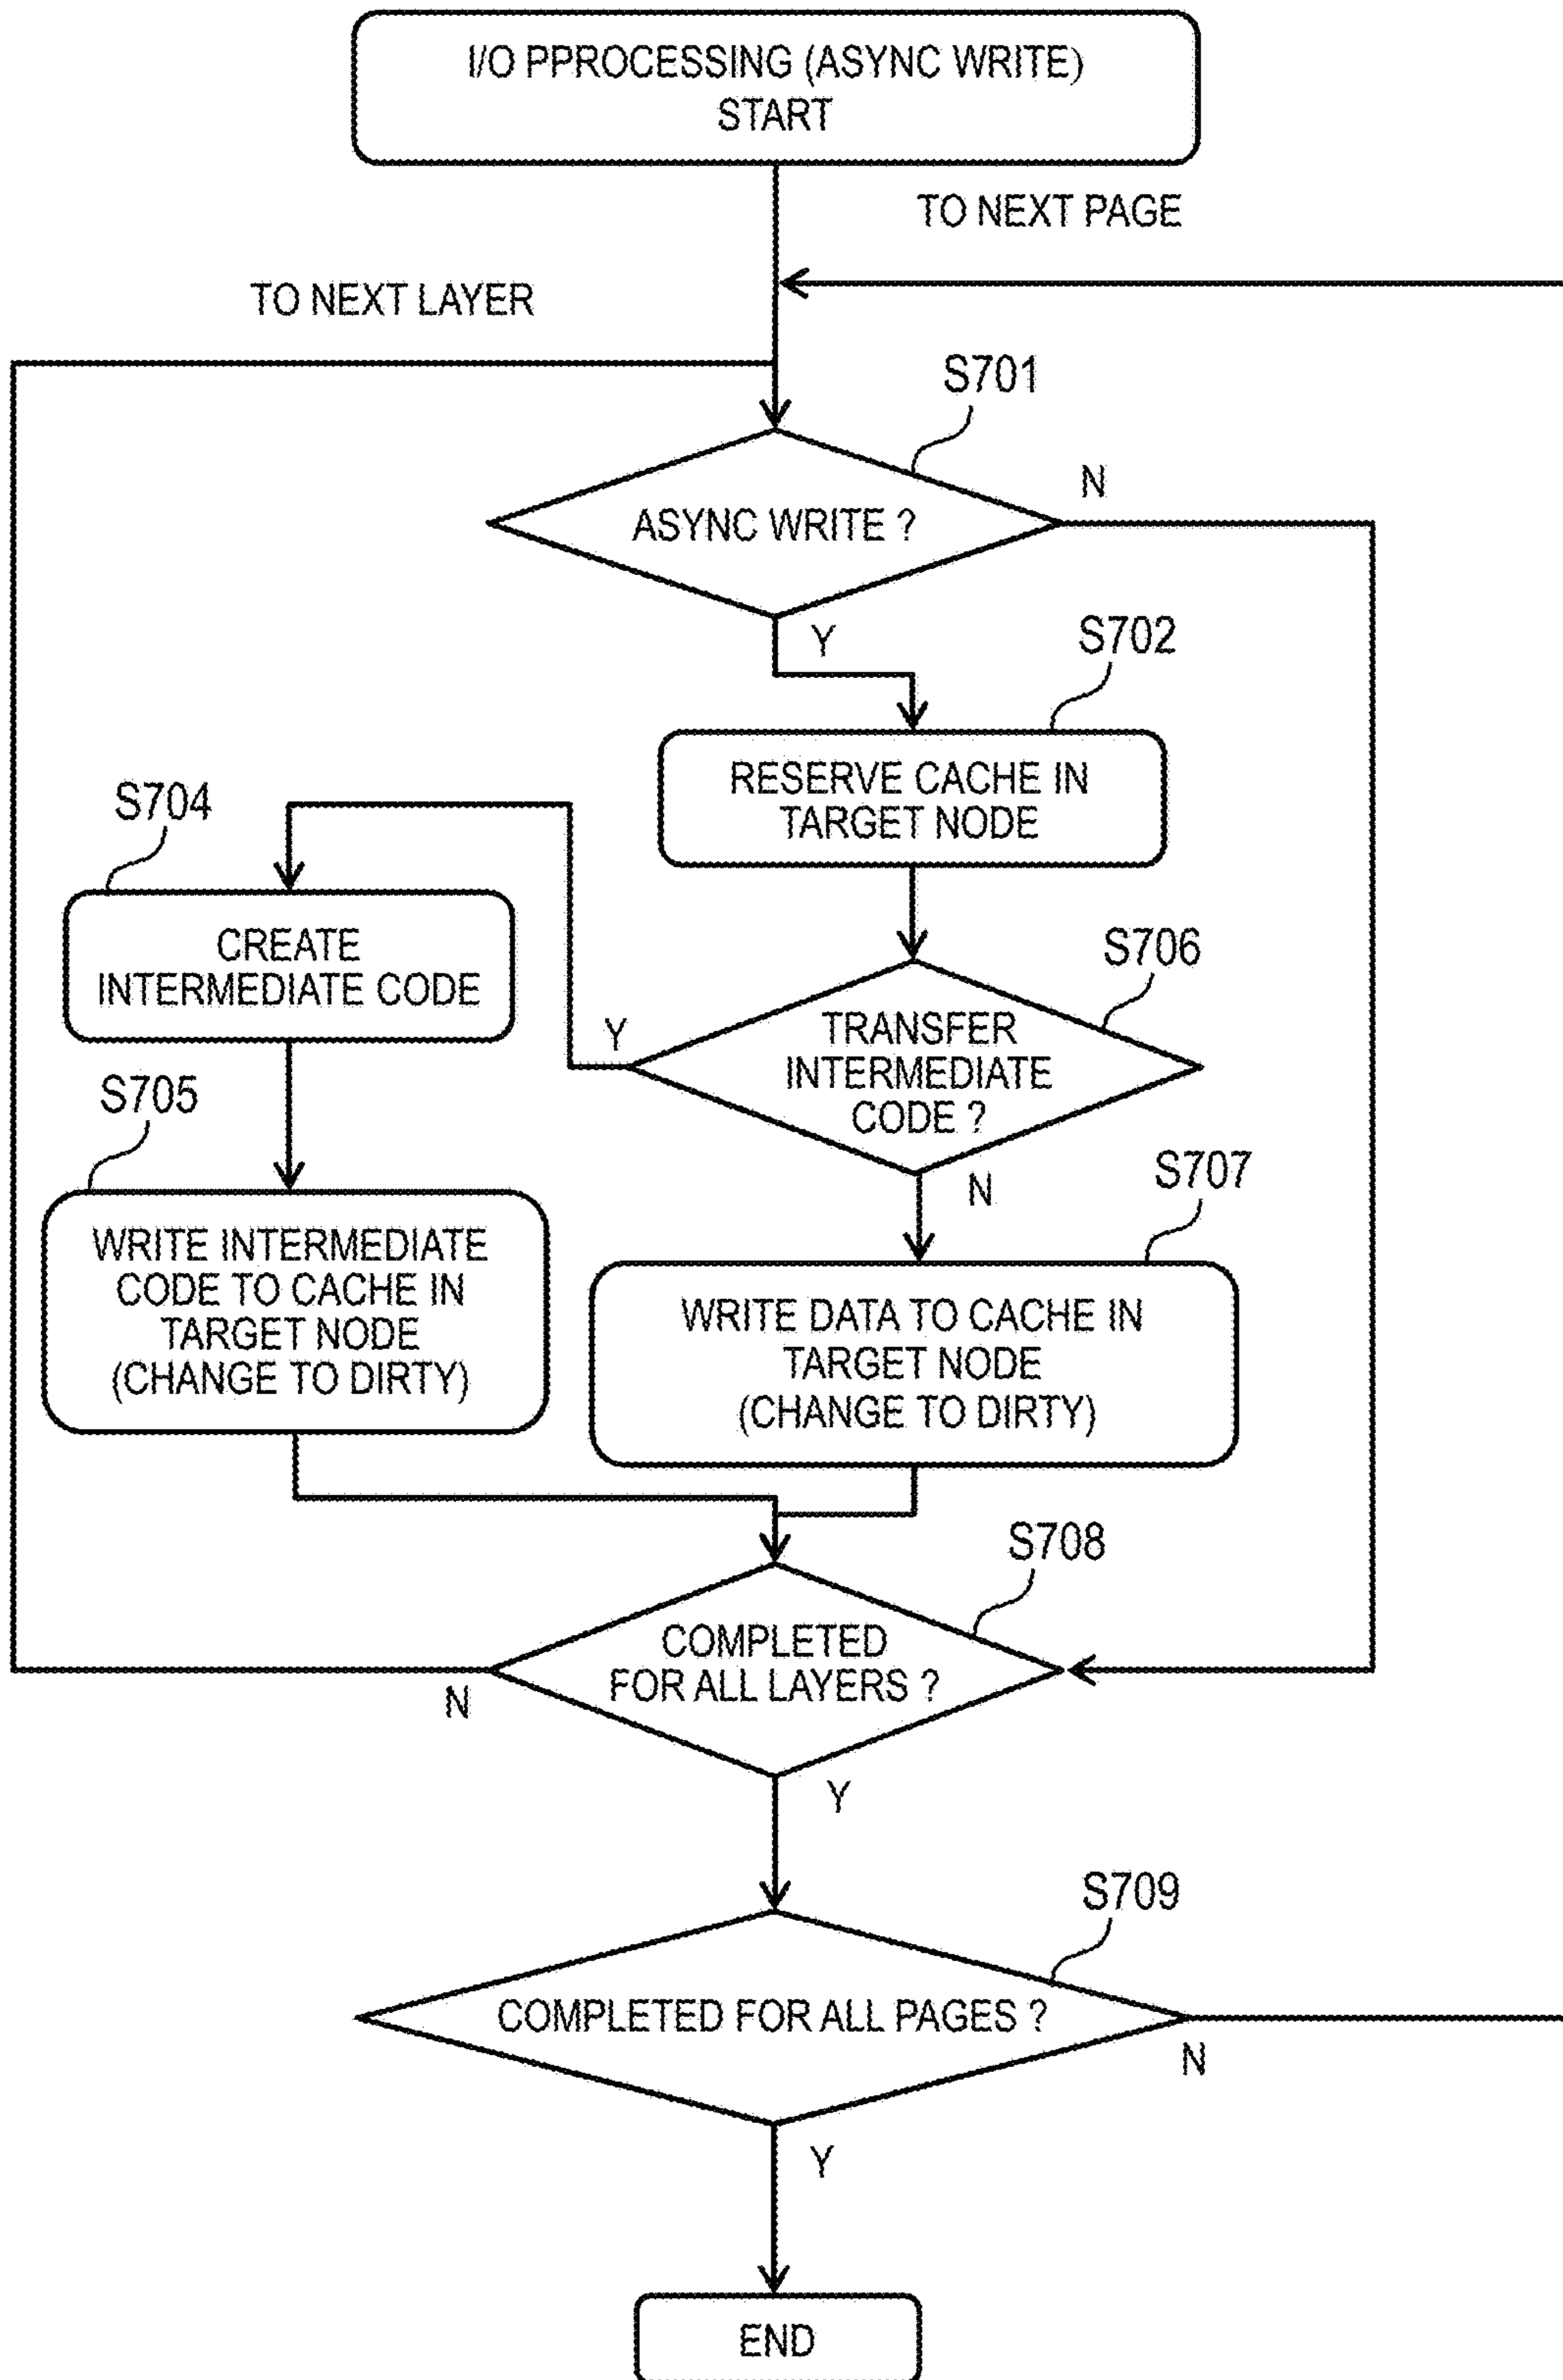 I/O PPROCESSING (ASYNC WRITE)
START
TO NEXT PAGE
TO NEXT LAYER
S701
ASYNC WRITE ?
N
Y
S702
RESERVE CACHE IN
TARGET NODE
S704
CREATE
INTERMEDIATE CODE
S706
TRANSFER
INTERMEDIATE
CODE ?
Y
N
S705
WRITE INTERMEDIATE
CODE TO CACHE IN
TARGET NODE
(CHANGE TO DIRTY)
S707
WRITE DATA TO CACHE IN
TARGET NODE
(CHANGE TO DIRTY)
S708
COMPLETED
FOR ALL LAYERS ?
N
Y
S709
COMPLETED FOR ALL PAGES ?
N
Y
END